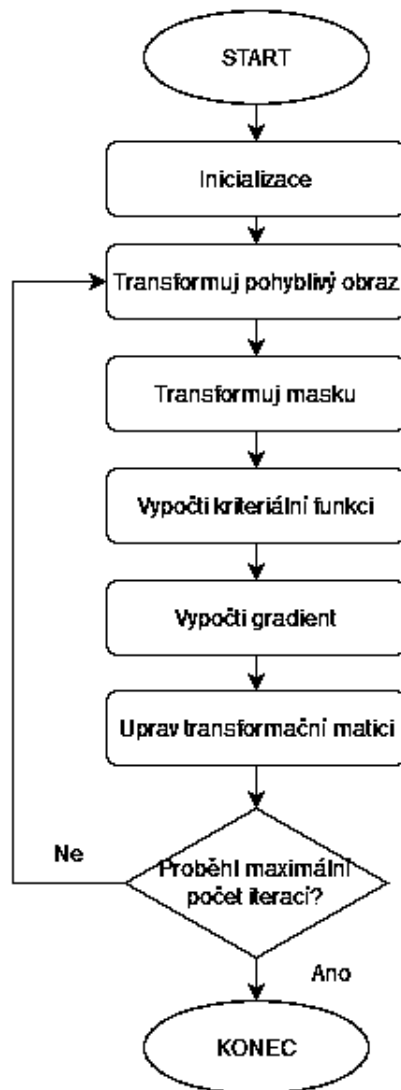 START
Inicializace
Transformuj pohyblivý obraz
Transformuj masku
Vypočti kriteriální funkci
Vypočti gradient
Uprav transformační matici
Ne
Proběhl maximální
počet iterací?
Ano
KONEC